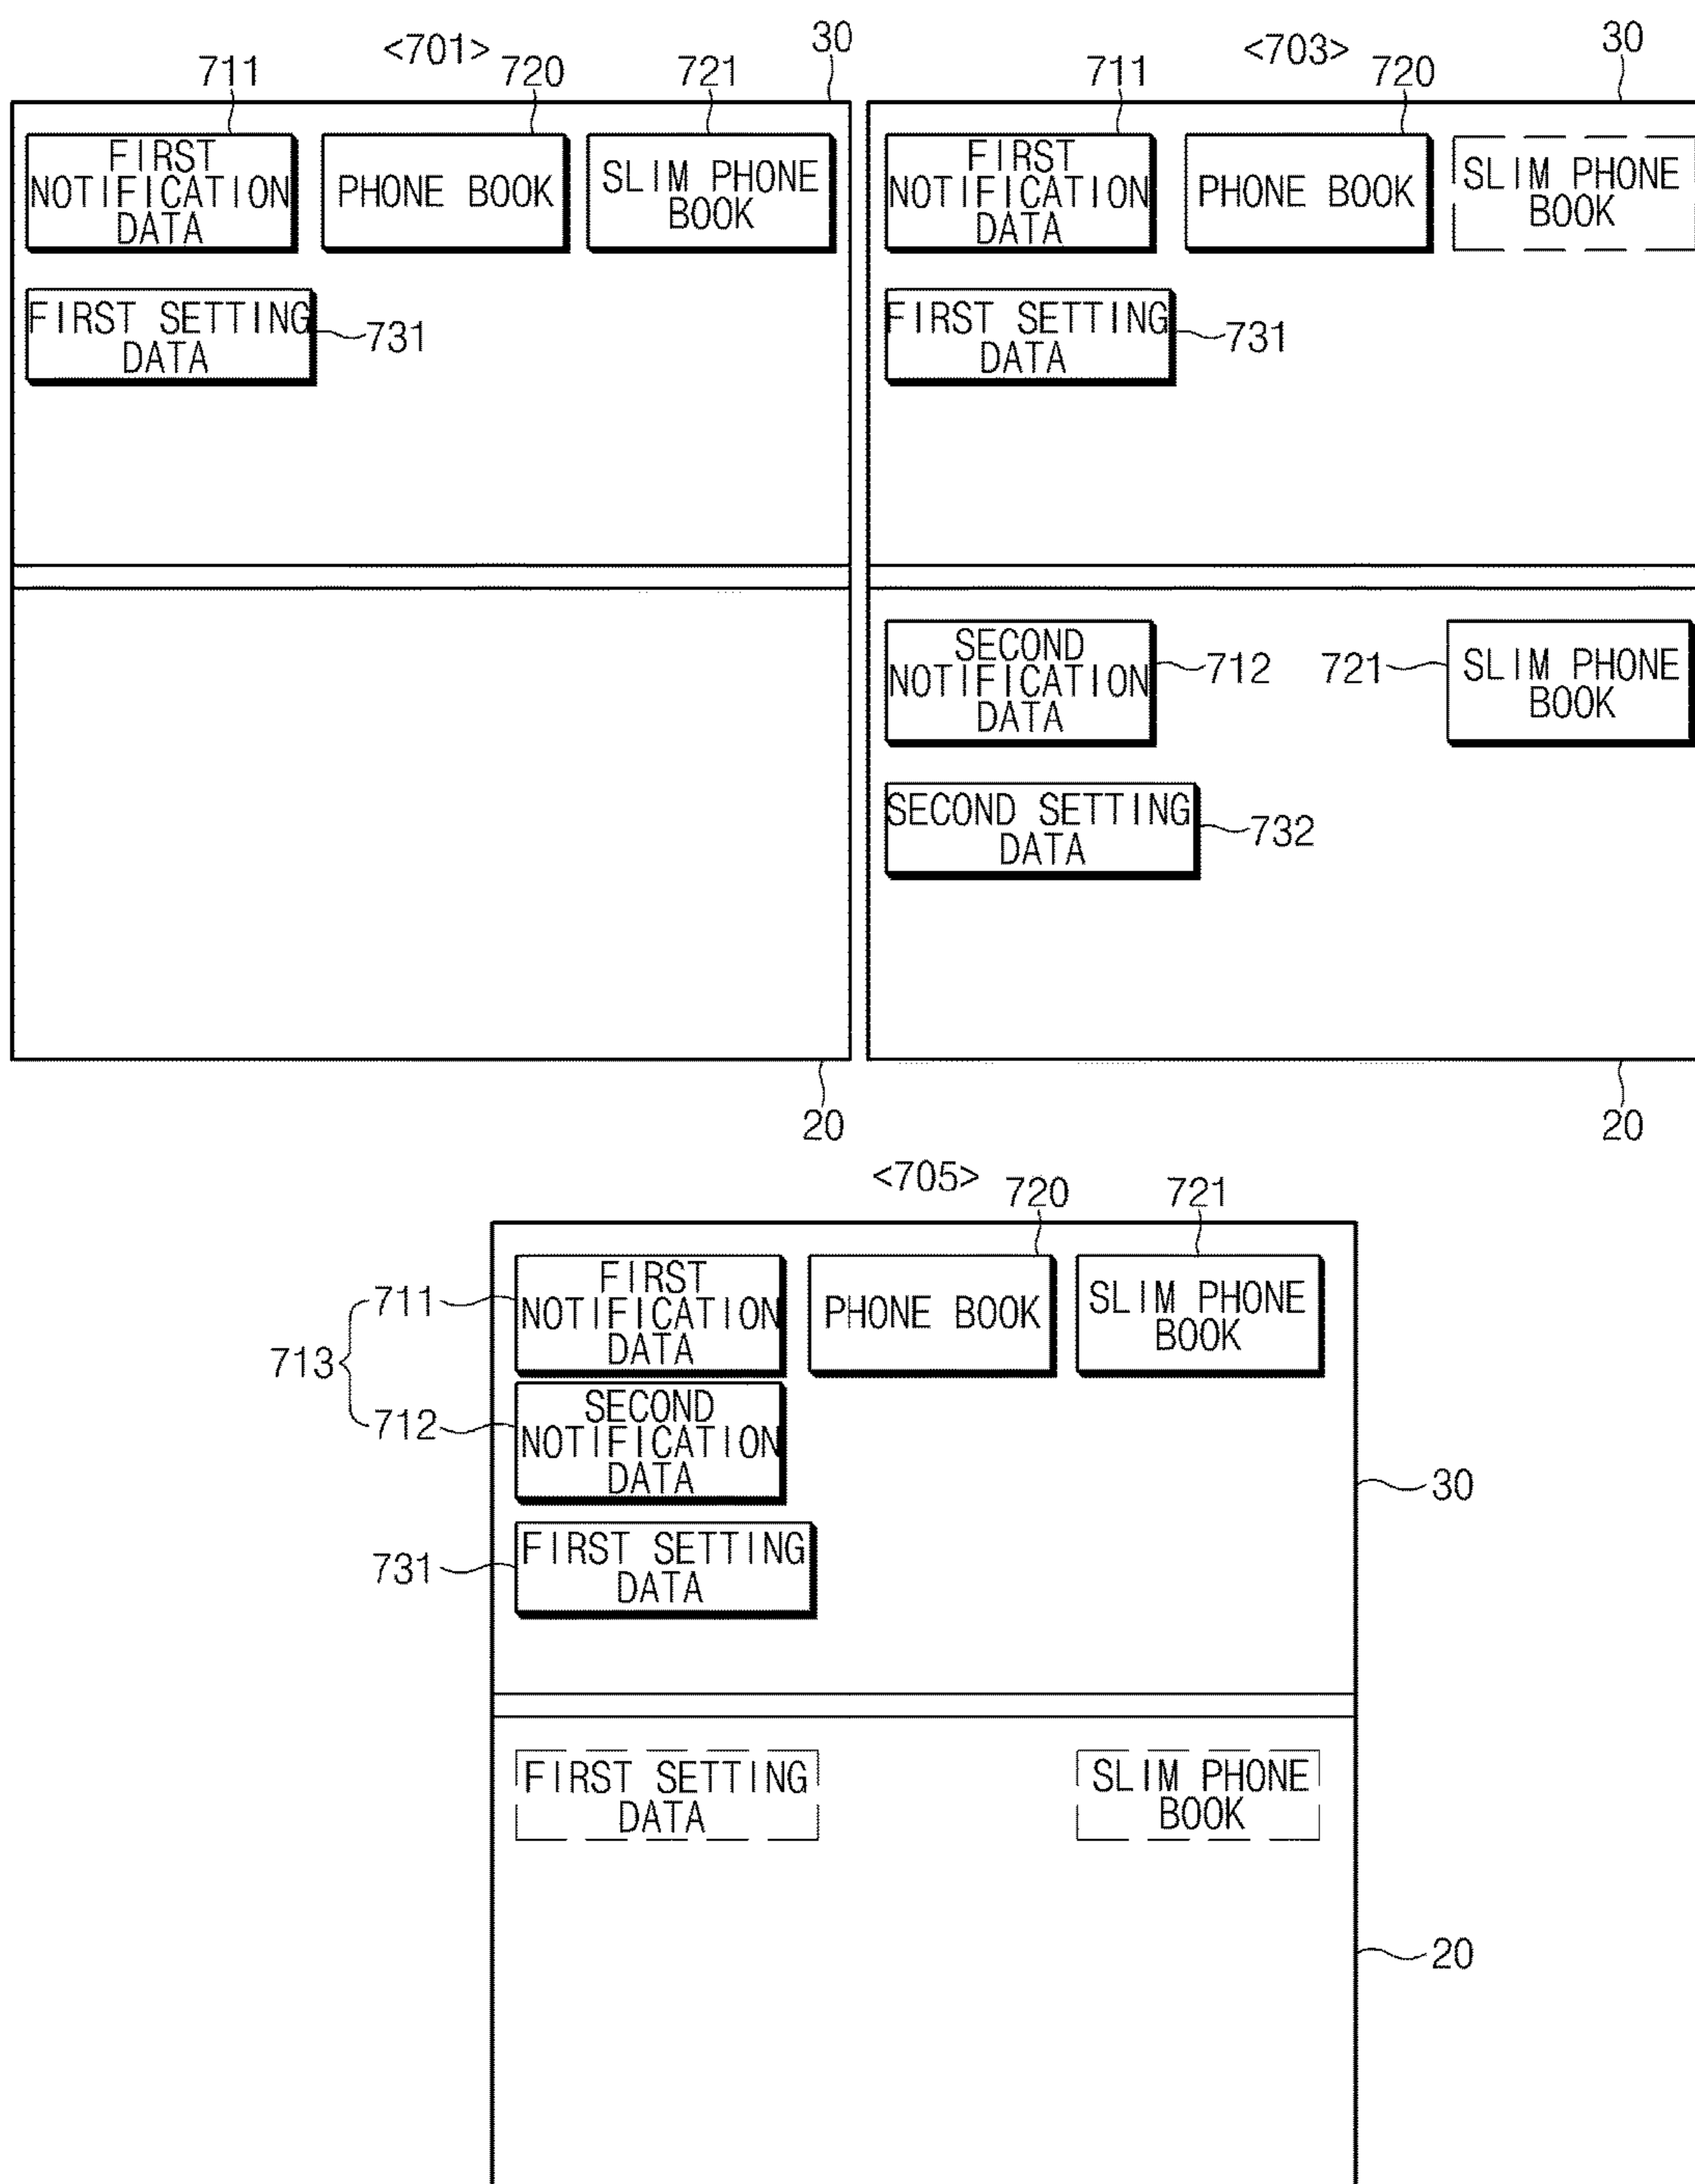 <701>
30
711
720
721
FIRST
NOTIFICATION
DATA
PHONE BOOK
SLIM PHONE
BOOK
FIRST SETTING
DATA
731
20
<703>
30
711
720
FIRST
NOTIFICATION
DATA
PHONE BOOK
SLIM PHONE
BOOK
FIRST SETTING
DATA
731
SECOND
NOTIFICATION
DATA
712
721
SLIM PHONE
BOOK
SECOND SETTING
DATA
732
20
<705>
720
721
713
711
FIRST
NOTIFICATION
DATA
PHONE BOOK
SLIM PHONE
BOOK
712
SECOND
NOTIFICATION
DATA
30
731
FIRST SETTING
DATA
FIRST SETTING
DATA
SLIM PHONE
BOOK
20